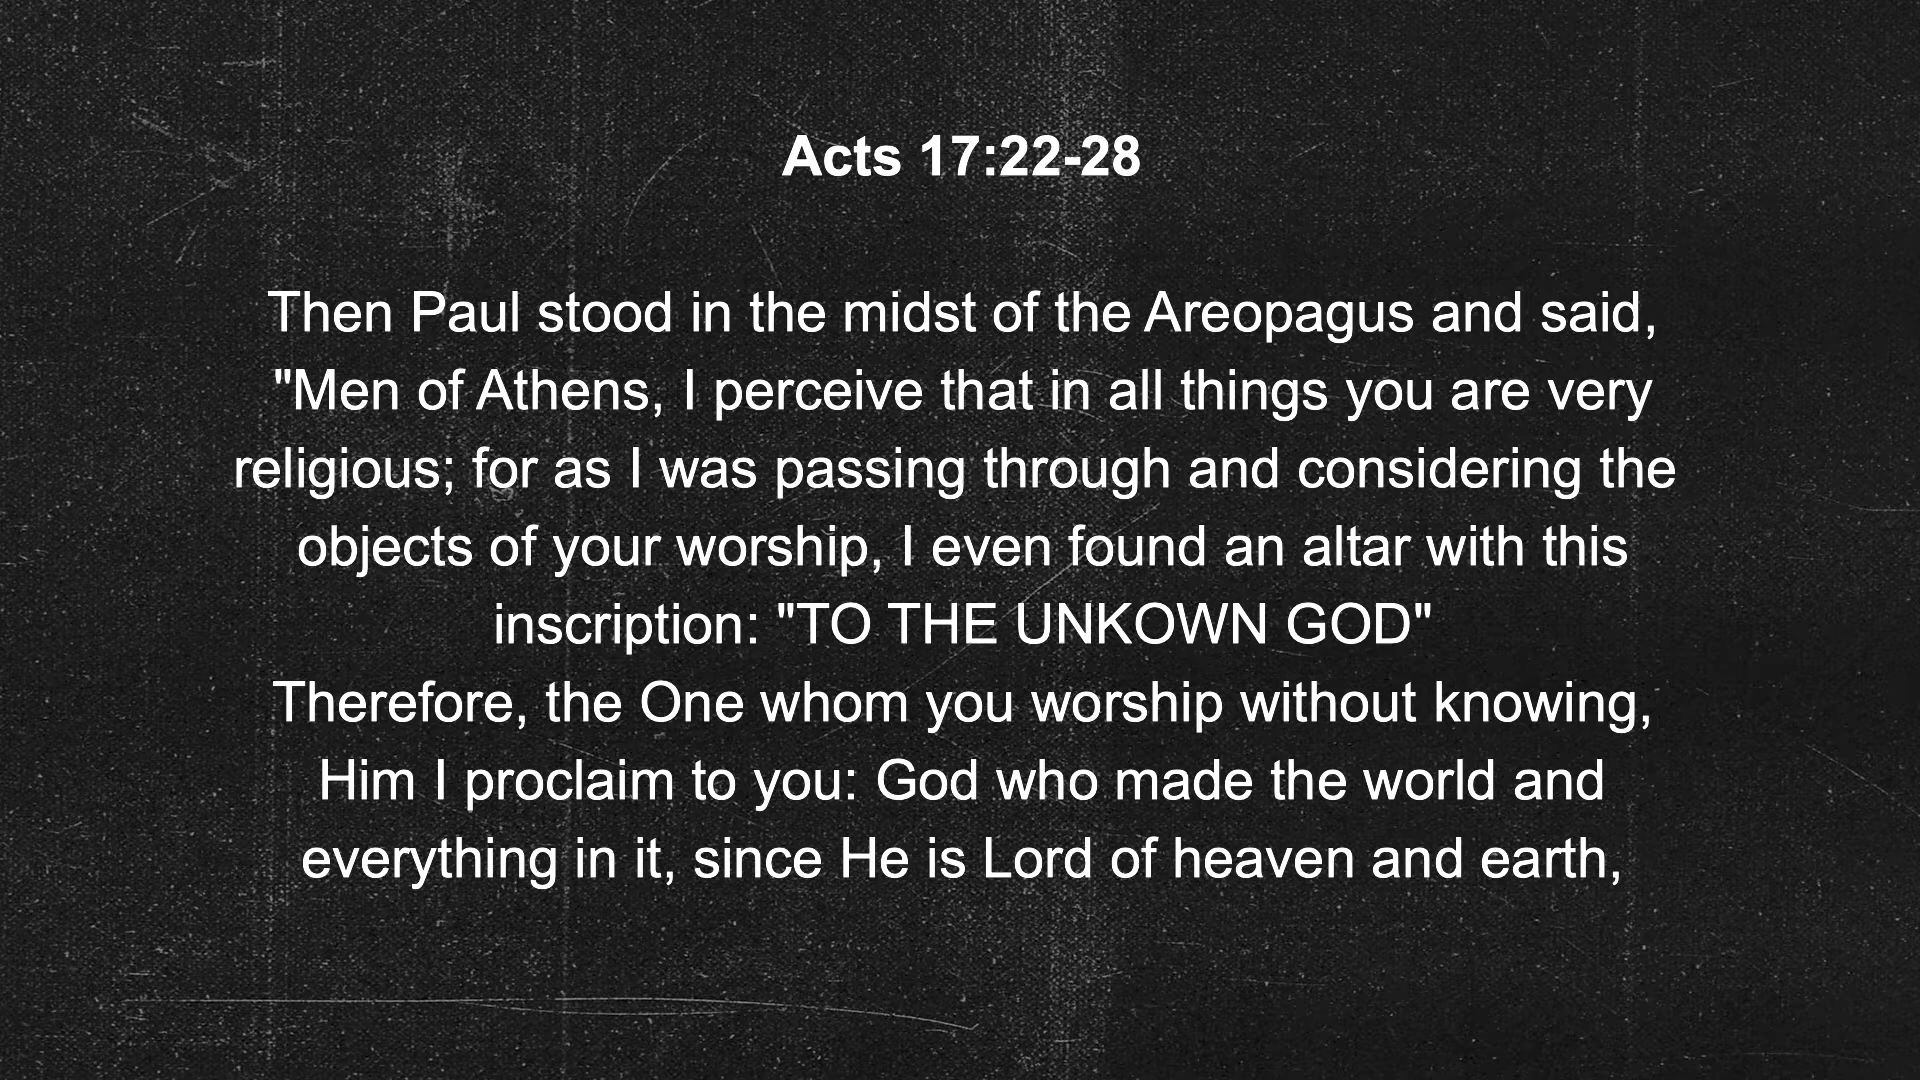 Acts 17:22-28
Then Paul stood in the midst of the Areopagus and said,
"Men of Athens, I perceive that in all things you are very
religious; for as I was passing through and considering the
objects of your worship, I even found an altar with this
inscription: "TO THE UNKOWN GOD"
Therefore, the One whom you worship without knowing,
Him I proclaim to you: God who made the world and
everything in it, since He is Lord of heaven and earth,